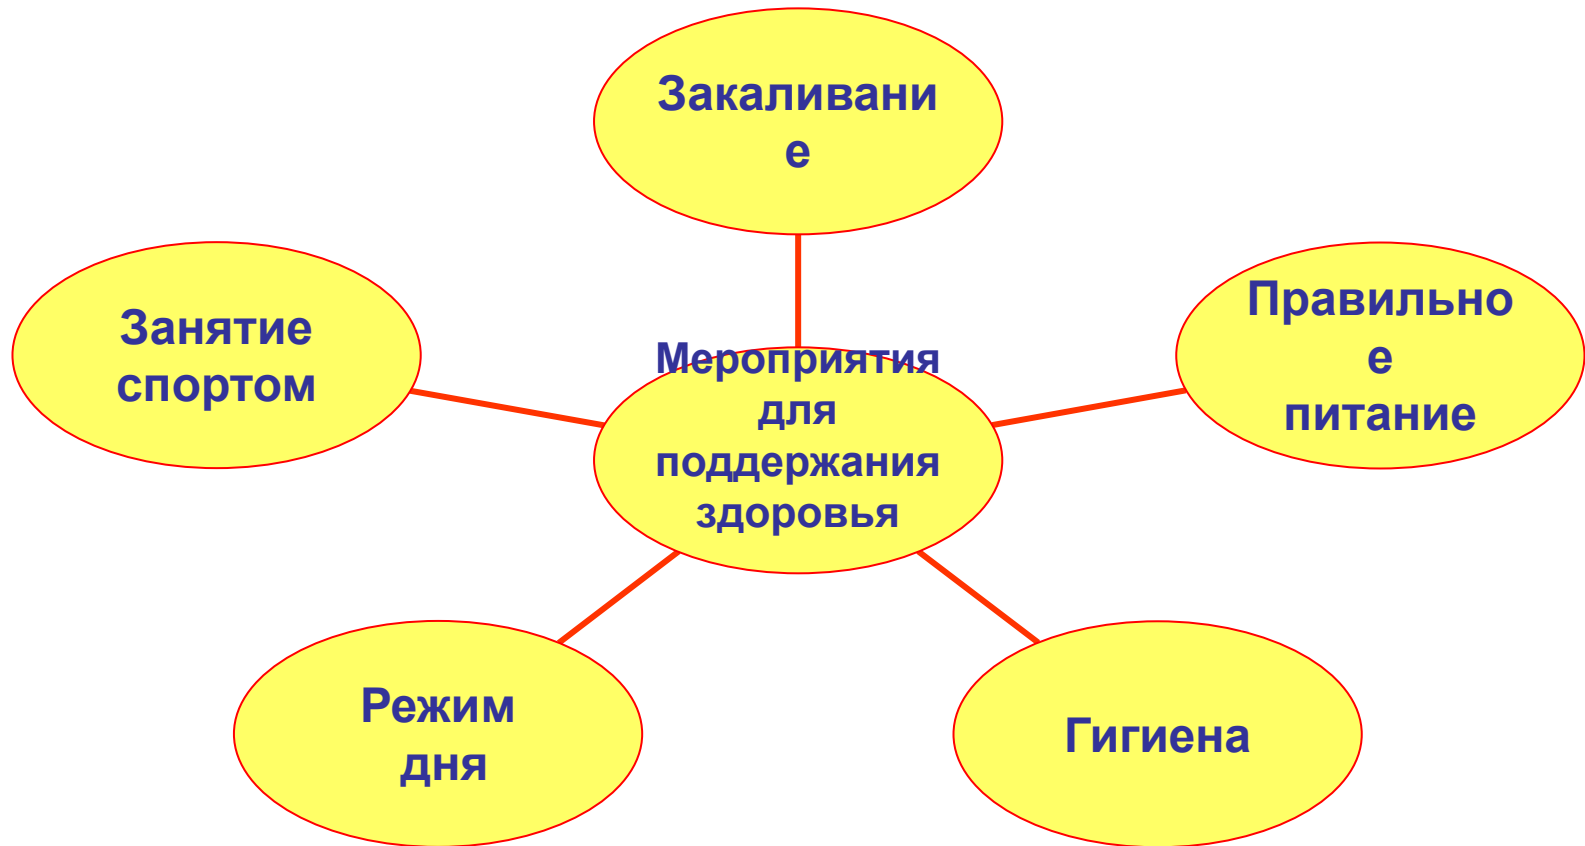 Закаливани
е
Занятие
спортом
Правильно
е
питание
Мероприятия
для
поддержания
здоровья
Режим
дня
Гигиена